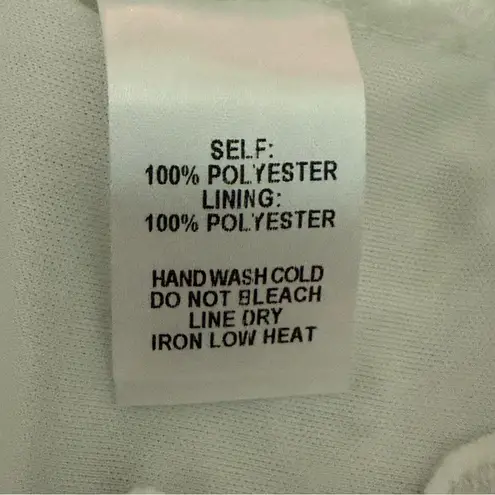 SELF:
100% POLYESTER
LINING:
100% POLYESTER
HAND WASH COLD
DO NOT BLEACH
LINE DRY
IRON LOW HEAT